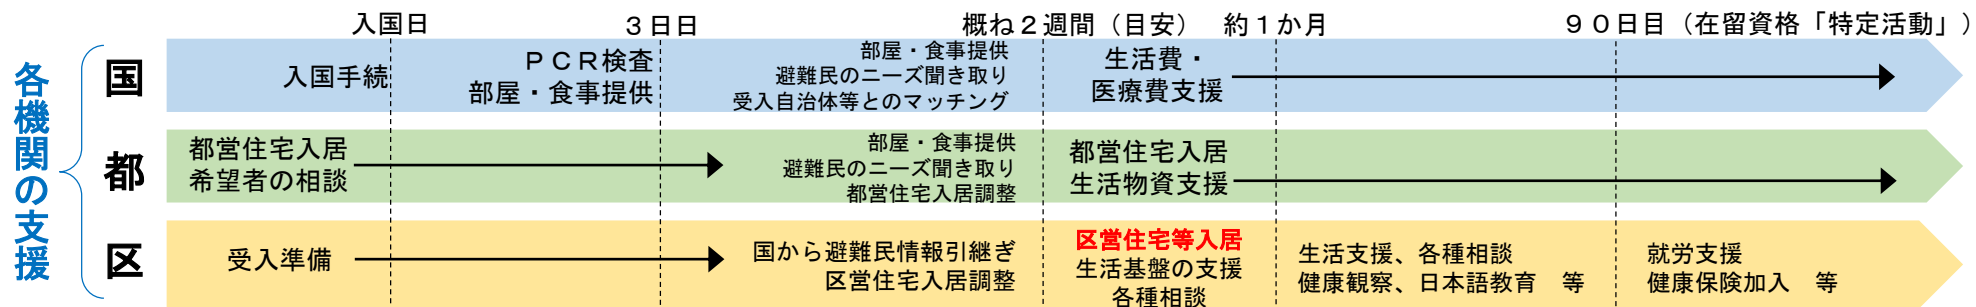 入国日
３日日
概ね２週間（目安）
約１か月
９０日目（在留資格「特定活動」）
各機関の支援
国
入国手続
ＰＣＲ検査
部屋・食事提供
部屋・食事提供
避難民のニーズ聞き取り
受入自治体等とのマッチング
生活費・
医療費支援
都
都営住宅入居
希望者の相談
部屋・食事提供
避難民のニーズ聞き取り
都営住宅入居調整
都営住宅入居
生活物資支援
区
受入準備
国から避難民情報引継ぎ
区営住宅入居調整
区営住宅等入居
生活基盤の支援
各種相談
生活支援、各種相談
健康観察、日本語教育　等
就労支援
健康保険加入　等